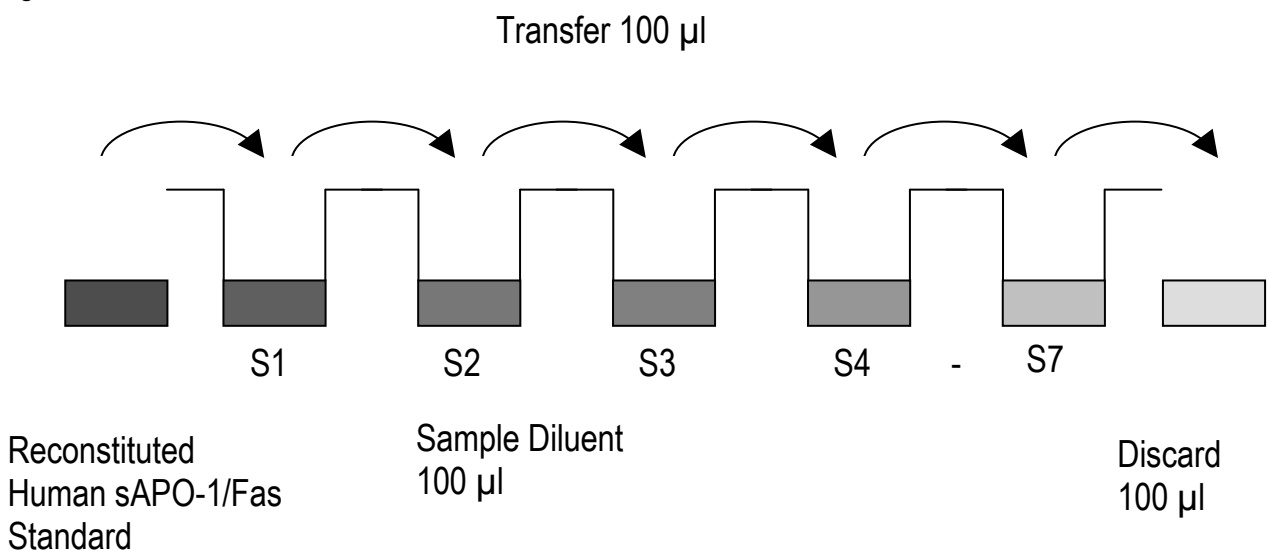 Transfer 100 µl
S1 S2 S3 S4 - S7
Reconstituted
Human sAPO-1/Fas
Standard
Sample Diluent
100 µl
Discard
100 µl